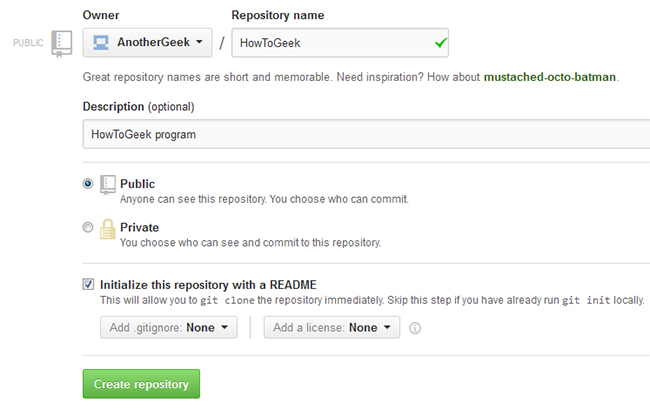 Owner Repository name
PUBLIC AnotherGeek / HowToGeek
Great repository names are short and memorable. Need inspiration? How about mustached-octo-batman.
Description (optional)
HowToGeek program
Public
Anyone can see this repository. You choose who can commit.
Private
You choose who can see and commit to this repository.
Initialize this repository with a README
This will allow you to git clone the repository immediately. Skip this step if you have already run git init locally.
Add .gitignore: None Add a license: None
Create repository